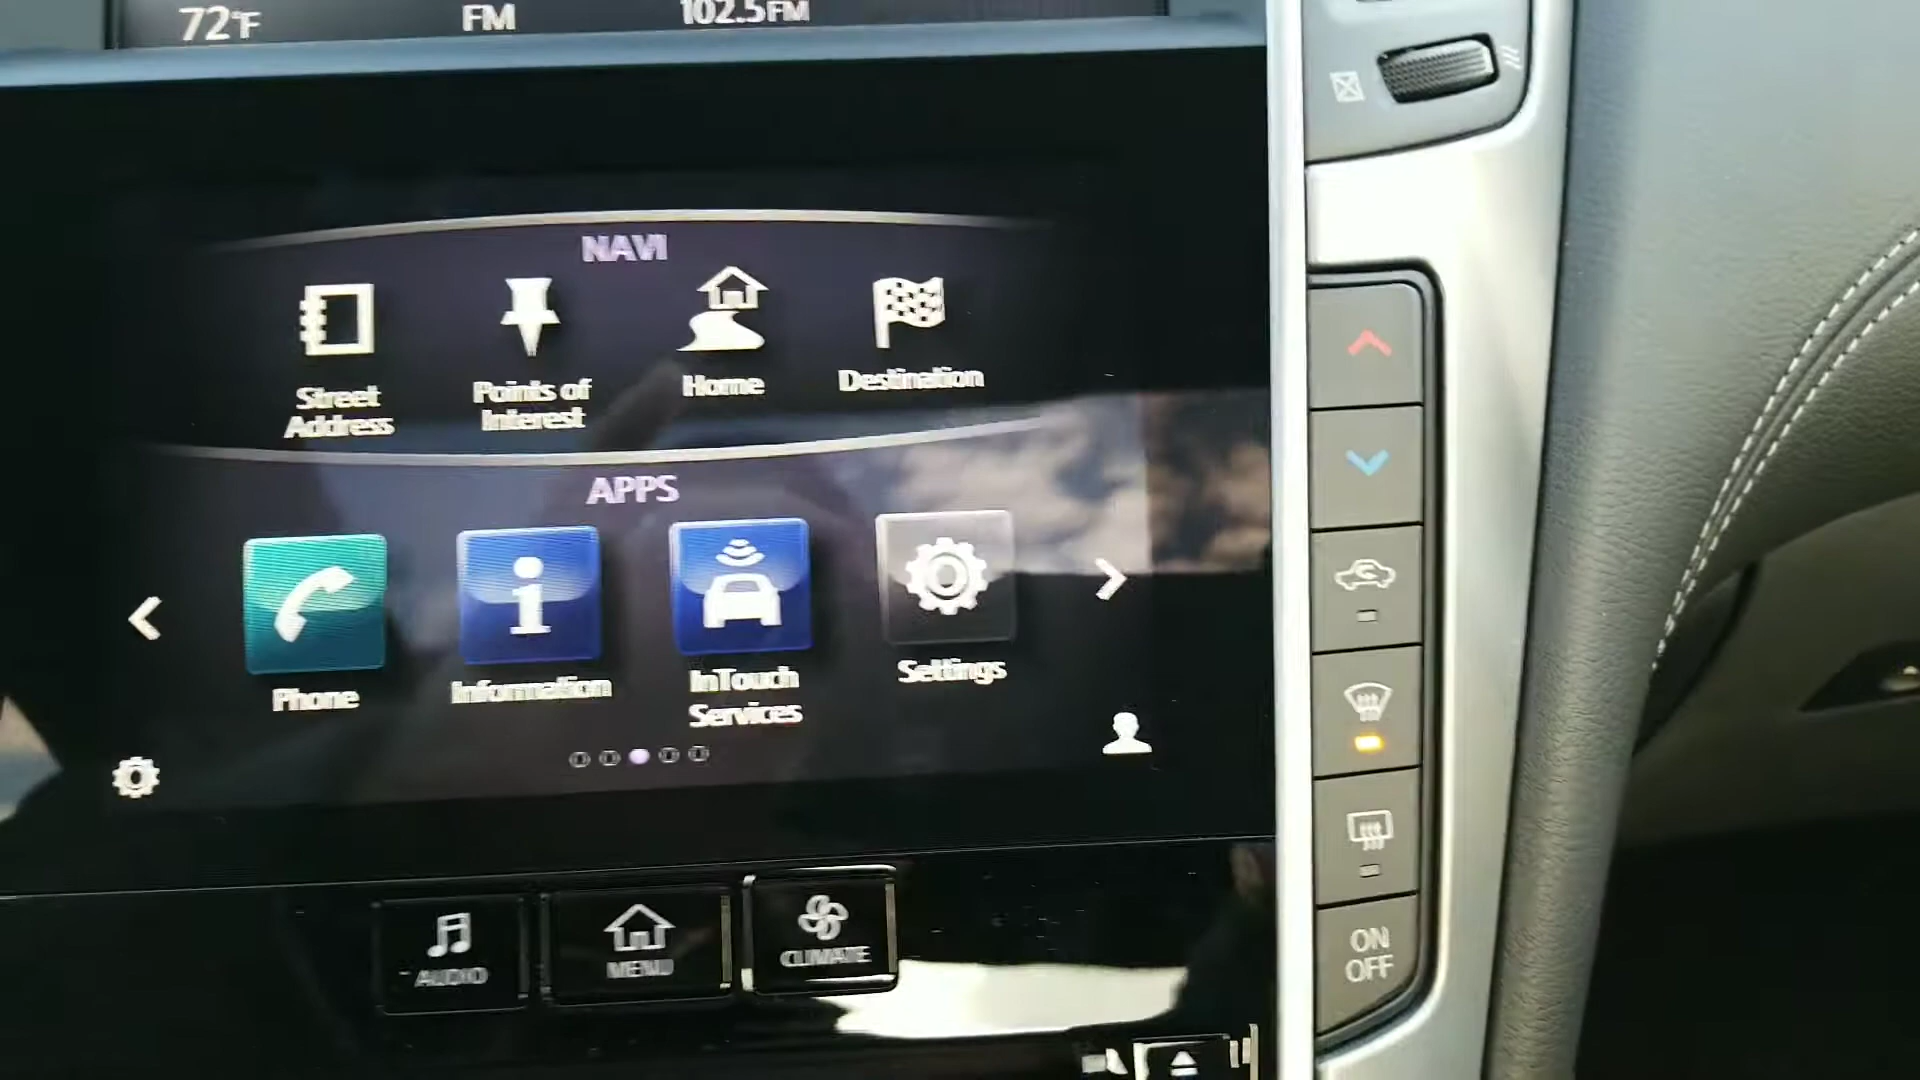 72°F FM 102.5FM
NAVI
Street
Address
Points of
Interest
Home
Destination
APPS
Phone
Information
InTouch
Services
Settings
AUDIO
MENU
CLIMATE
ON
OFF